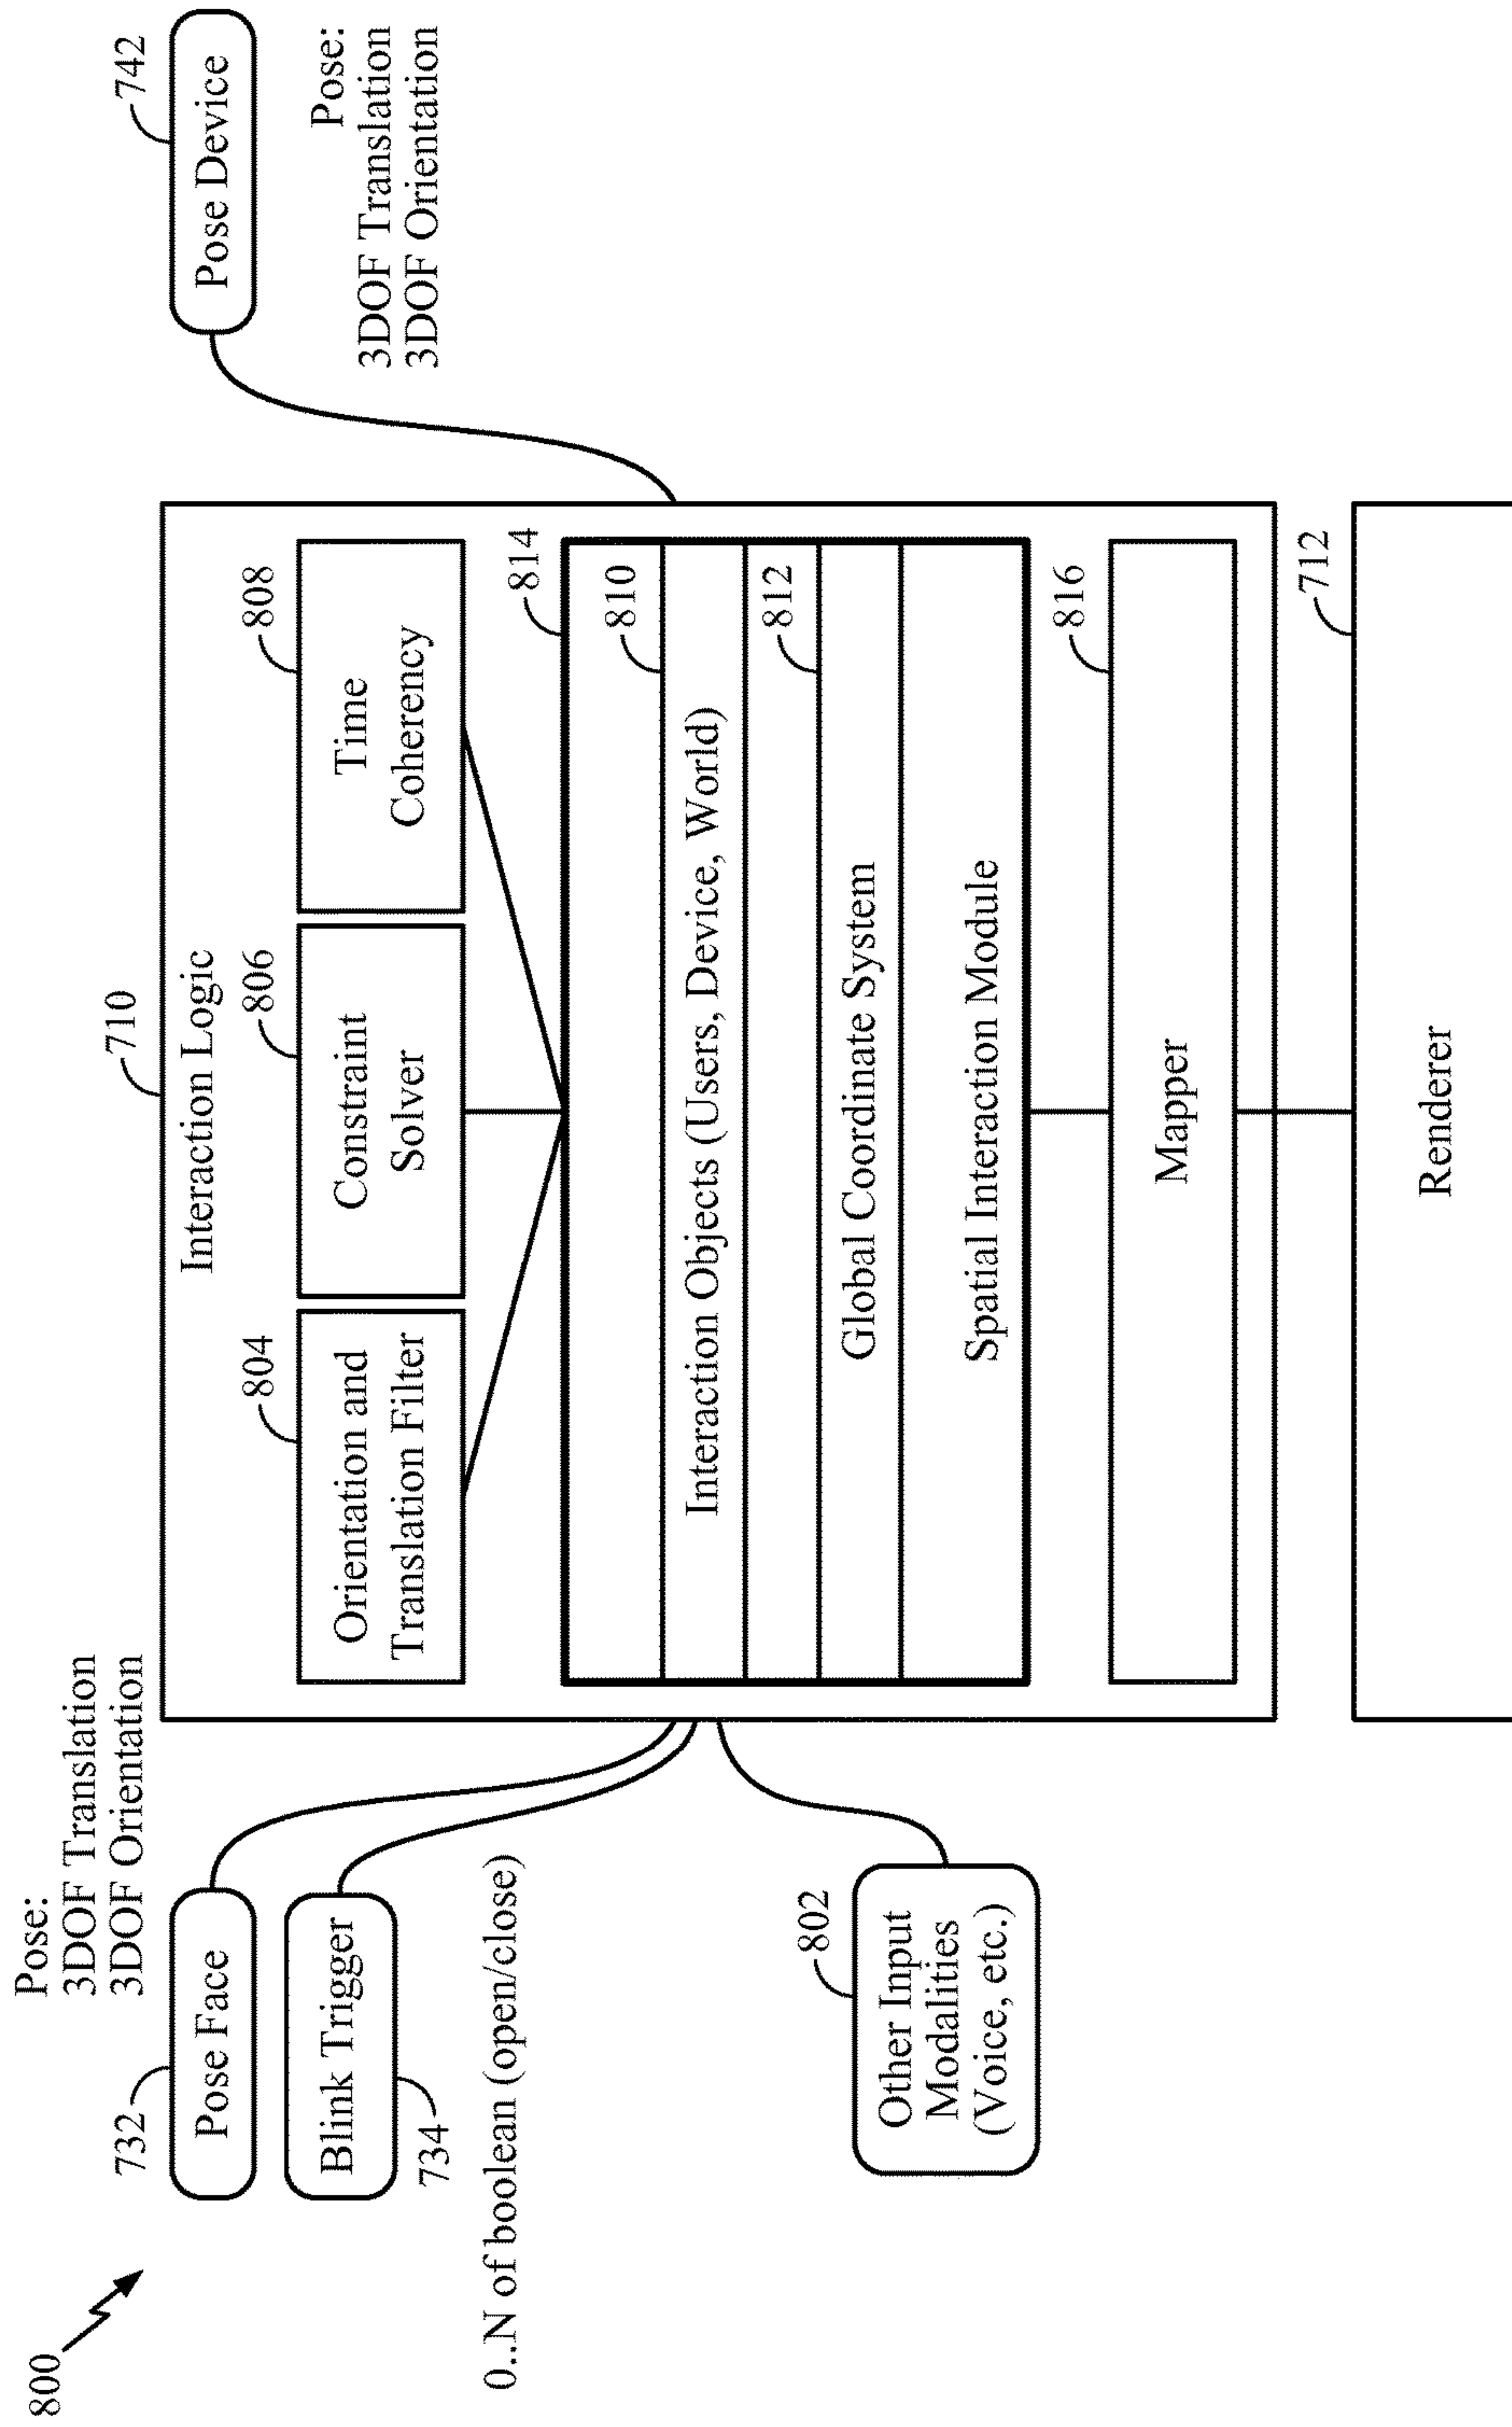 800
Pose:
3DOF Translation
3DOF Orientation
732
Pose Face
Blink Trigger
734
0..N of boolean (open/close)
802
Other Input
Modalities
(Voice, etc.)
710
Interaction Logic
804
Orientation and
Translation Filter
806
Constraint
Solver
808
Time
Coherency
814
810
Interaction Objects (Users, Device, World)
812
Global Coordinate System
Spatial Interaction Module
816
Mapper
712
Renderer
742
Pose Device
Pose:
3DOF Translation
3DOF Orientation